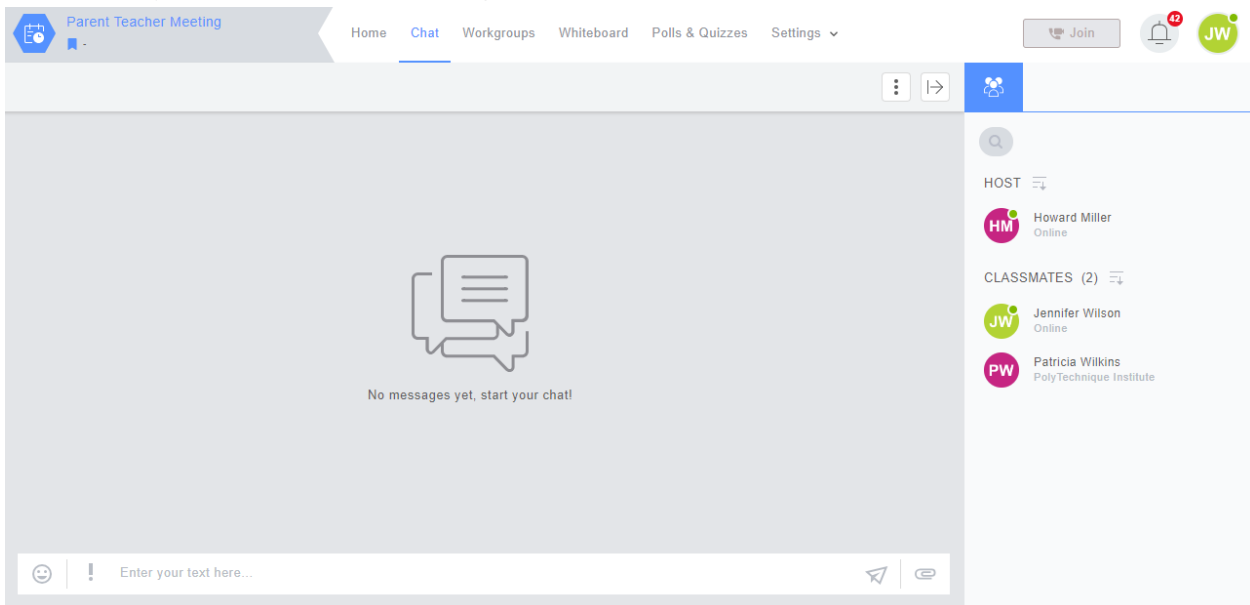 Parent Teacher Meeting
-
Home Chat Workgroups Whiteboard Polls & Quizzes Settings
Join
42
JW
HOST
HM
Howard Miller
Online
CLASSMATES (2)
JW
Jennifer Wilson
Online
PW
Patricia Wilkins
PolyTechnique Institute
No messages yet, start your chat!
! Enter your text here...